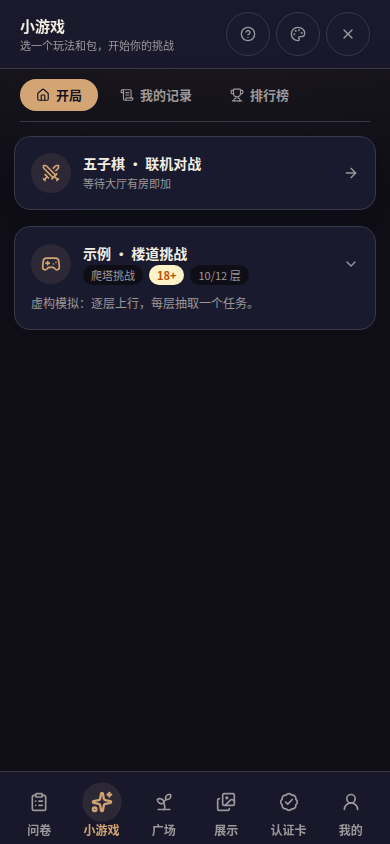 小游戏
选一个玩法和包，开始你的挑战
开局
我的记录
排行榜
五子棋 · 联机对战
等待大厅有房即加
示例 · 楼道挑战
爬塔挑战 18+ 10/12 层
虚构模拟：逐层上行，每层抽取一个任务。
问卷
小游戏
广场
展示
认证卡
我的